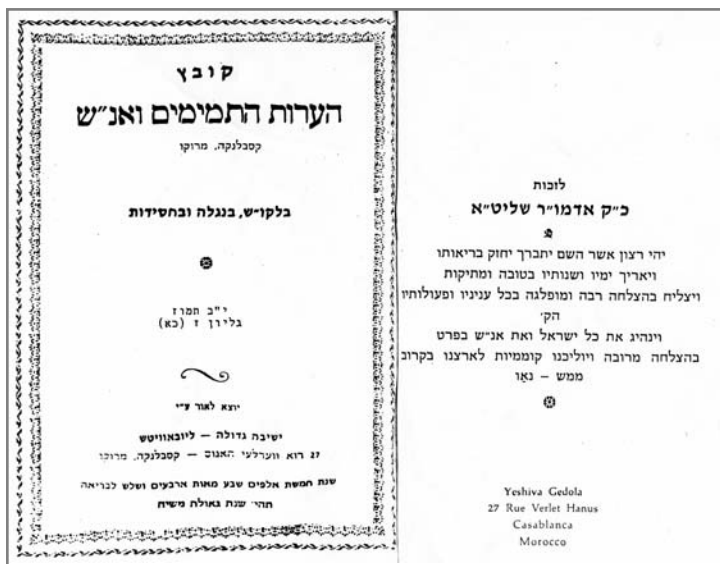 קובץ
הערות התמימים ואנ״ש
קסבלנקה, מרוקו
בלקו״ש, בנגלה ובחסידות
י"ב תמוז
גליון ז (כא)
יוצא לאור ע״י
ישיבה גדולה — ליובאוויטש
27 רוא ווערלעי האנוס — קסבלנקה, מרוקו
שנת חמשת אלפים שבע מאות ארבעים ושלש לבריאה
תהי׳ שנת גאולת משיח
לזכות
כ״ק אדמו״ר שליט״א
יהי רצון אשר השם יתברך יחזק בריאותו
ויאריך ימיו ושנותיו בטובה ומתיקות
ויצליח בהצלחה רבה ומופלגה בכל עניניו ופעולותיו
הק׳
וינהיג את כל ישראל ואת אנ״ש בפרט
בהצלחה מרובה ויוליכנו קוממיות לארצנו בקרוב
ממש – נאַו
Yeshiva Gedola
27 Rue Verlet Hanus
Casablanca
Morocco